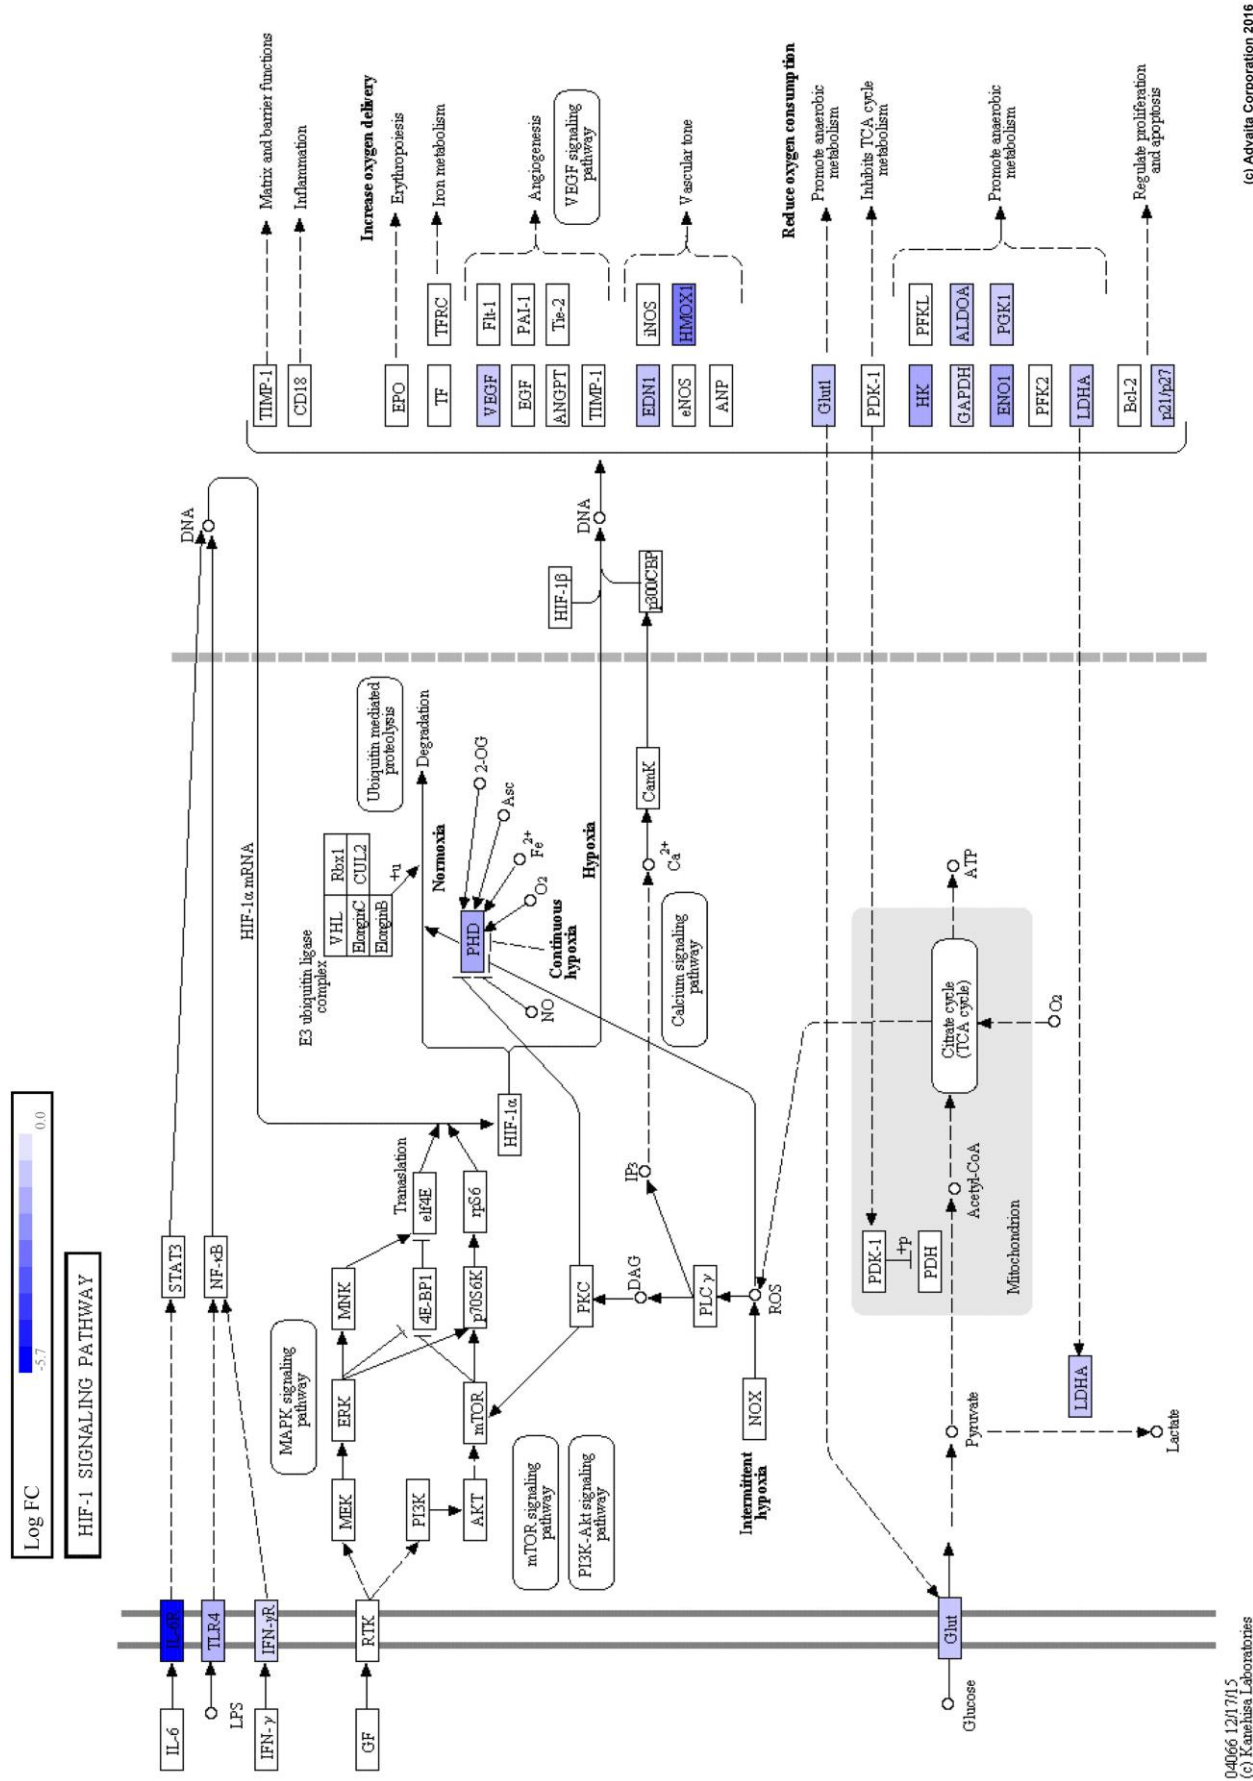 Log FC
-5.7
0.0
HIF-1 SIGNALING PATHWAY
IL-6
IL-6R
STAT3
DNA
LPS
TLR4
NF-κB
IFN-γ
IFN-γR
HIF-1α mRNA
GF
RTK
MAPK signaling
pathway
MEK
ERK
MNK
PI3K
4E-BP1
eIF4E
Tranaslation
AKT
mTOR
p70S6K
rpS6
mTOR signaling
pathway
PI3K-Akt signaling
pathway
HIF-1α
E3 ubiquitin ligase
complex
VHL
Rbx1
ElonginC
CUL2
ElonginB
+u
Ubiquitin mediated
proteolysis
Degradation
Normoxia
PHD
2-OG
Asc
Fe2+
O2
NO
Continuous
hypoxia
Hypoxia
HIF-1β
DNA
p300/CBP
PKC
DAG
IP3
Ca2+
CamK
Calcium signaling
pathway
PLC γ
Intermittent
hypoxia
NOX
ROS
PDK-1
+p
PDH
Mitochondrion
Glucose
Glut
Pyruvate
Acetyl-CoA
Citrate cycle
(TCA cycle)
ATP
O2
LDHA
Lactate
TIMP-1
Matrix and barrier functions
CD18
Inflammation
Increase oxygen delivery
EPO
Erythropoiesis
TF
TFRC
Iron metabolism
VEGF
Flt-1
EGF
PAI-1
Angiogenesis
ANGPT
Tie-2
TIMP-1
VEGF signaling
pathway
EDN1
iNOS
eNOS
HMOX1
Vascular tone
ANP
Reduce oxygen consumption
Glut1
Promote anaerobic
metabolism
PDK-1
Inhibits TCA cycle
metabolism
HK
PFKL
GAPDH
ALDOA
ENO1
PGK1
Promote anaerobic
metabolism
PFK2
LDHA
Bcl-2
p21/p27
Regulate proliferation
and apoptosis
04066 12/17/15
(c) Kanehisa Laboratories
(c) Advaita Corporation 2016